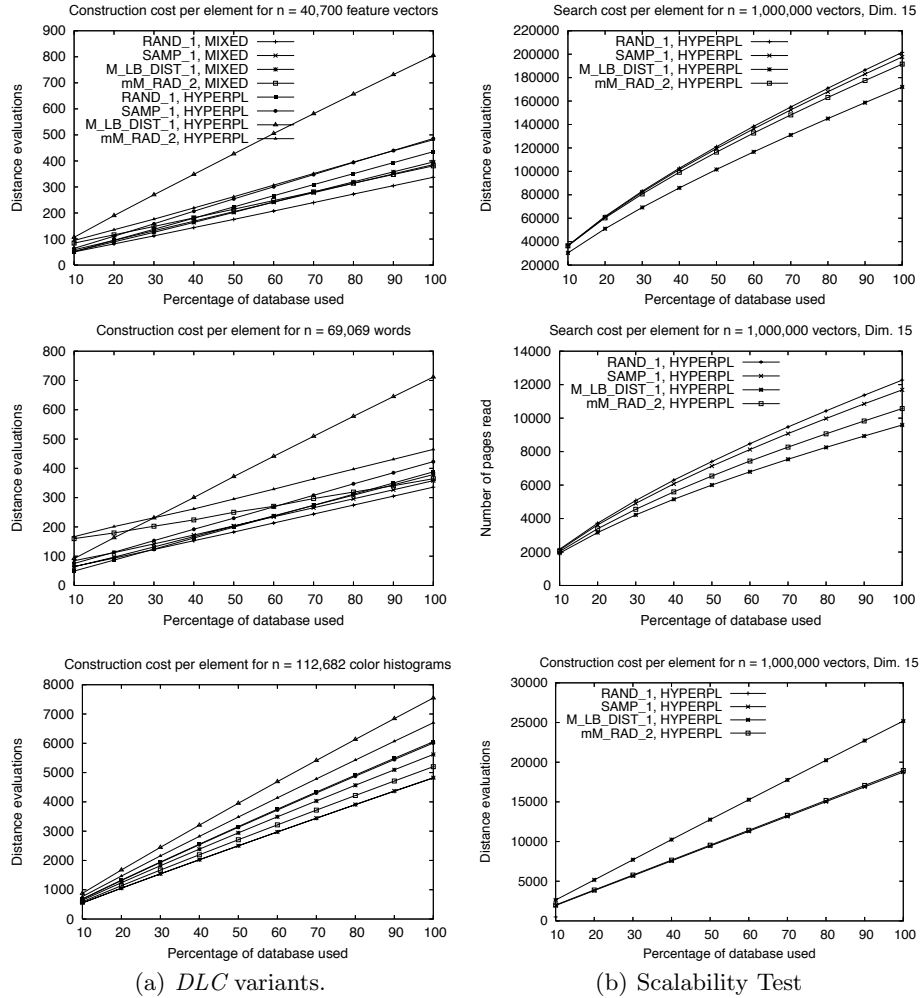 Construction cost per element for n = 40,700 feature vectors
Distance evaluations
900
800
700
600
500
400
300
200
100
0
RAND_1, MIXED
SAMP_1, MIXED
M_LB_DIST_1, MIXED
mM_RAD_2, MIXED
RAND_1, HYPERPL
SAMP_1, HYPERPL
M_LB_DIST_1, HYPERPL
mM_RAD_2, HYPERPL
10 20 30 40 50 60 70 80 90 100
Percentage of database used
Construction cost per element for n = 69,069 words
Distance evaluations
800
700
600
500
400
300
200
100
0
10 20 30 40 50 60 70 80 90 100
Percentage of database used
Construction cost per element for n = 112,682 color histograms
Distance evaluations
8000
7000
6000
5000
4000
3000
2000
1000
0
10 20 30 40 50 60 70 80 90 100
Percentage of database used
(a) DLC variants.
Search cost per element for n = 1,000,000 vectors, Dim. 15
Distance evaluations
220000
200000
180000
160000
140000
120000
100000
80000
60000
40000
20000
RAND_1, HYPERPL
SAMP_1, HYPERPL
M_LB_DIST_1, HYPERPL
mM_RAD_2, HYPERPL
10 20 30 40 50 60 70 80 90 100
Percentage of database used
Search cost per element for n = 1,000,000 vectors, Dim. 15
Number of pages read
14000
12000
10000
8000
6000
4000
2000
0
RAND_1, HYPERPL
SAMP_1, HYPERPL
M_LB_DIST_1, HYPERPL
mM_RAD_2, HYPERPL
10 20 30 40 50 60 70 80 90 100
Percentage of database used
Construction cost per element for n = 1,000,000 vectors, Dim. 15
Distance evaluations
30000
25000
20000
15000
10000
5000
0
RAND_1, HYPERPL
SAMP_1, HYPERPL
M_LB_DIST_1, HYPERPL
mM_RAD_2, HYPERPL
10 20 30 40 50 60 70 80 90 100
Percentage of database used
(b) Scalability Test